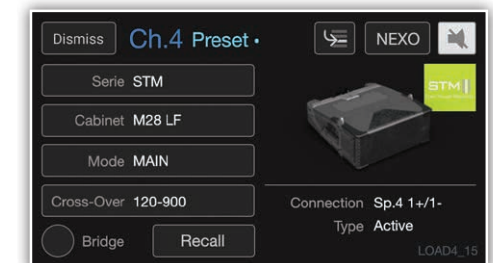 Dismiss Ch.4 Preset • NEXO
Serie STM
STM
Cabinet M28 LF
Mode MAIN
Cross-Over 120-900
Connection Sp.4 1+/1-
Type Active
Bridge Recall
LOAD4_15